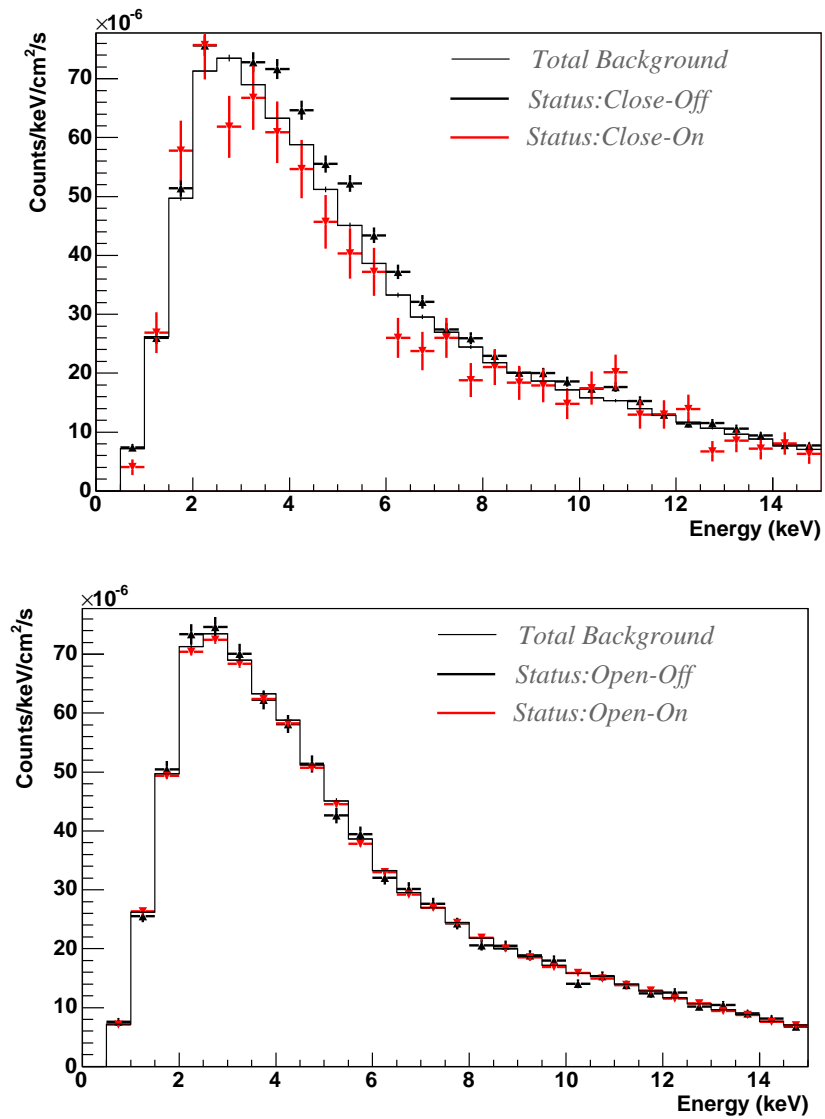 ×10⁻⁶
Counts/keV/cm²/s
70
60
50
40
30
20
10
0
Total Background
Status:Close-Off
Status:Close-On
0 2 4 6 8 10 12 14
Energy (keV)
×10⁻⁶
Counts/keV/cm²/s
70
60
50
40
30
20
10
0
Total Background
Status:Open-Off
Status:Open-On
0 2 4 6 8 10 12 14
Energy (keV)